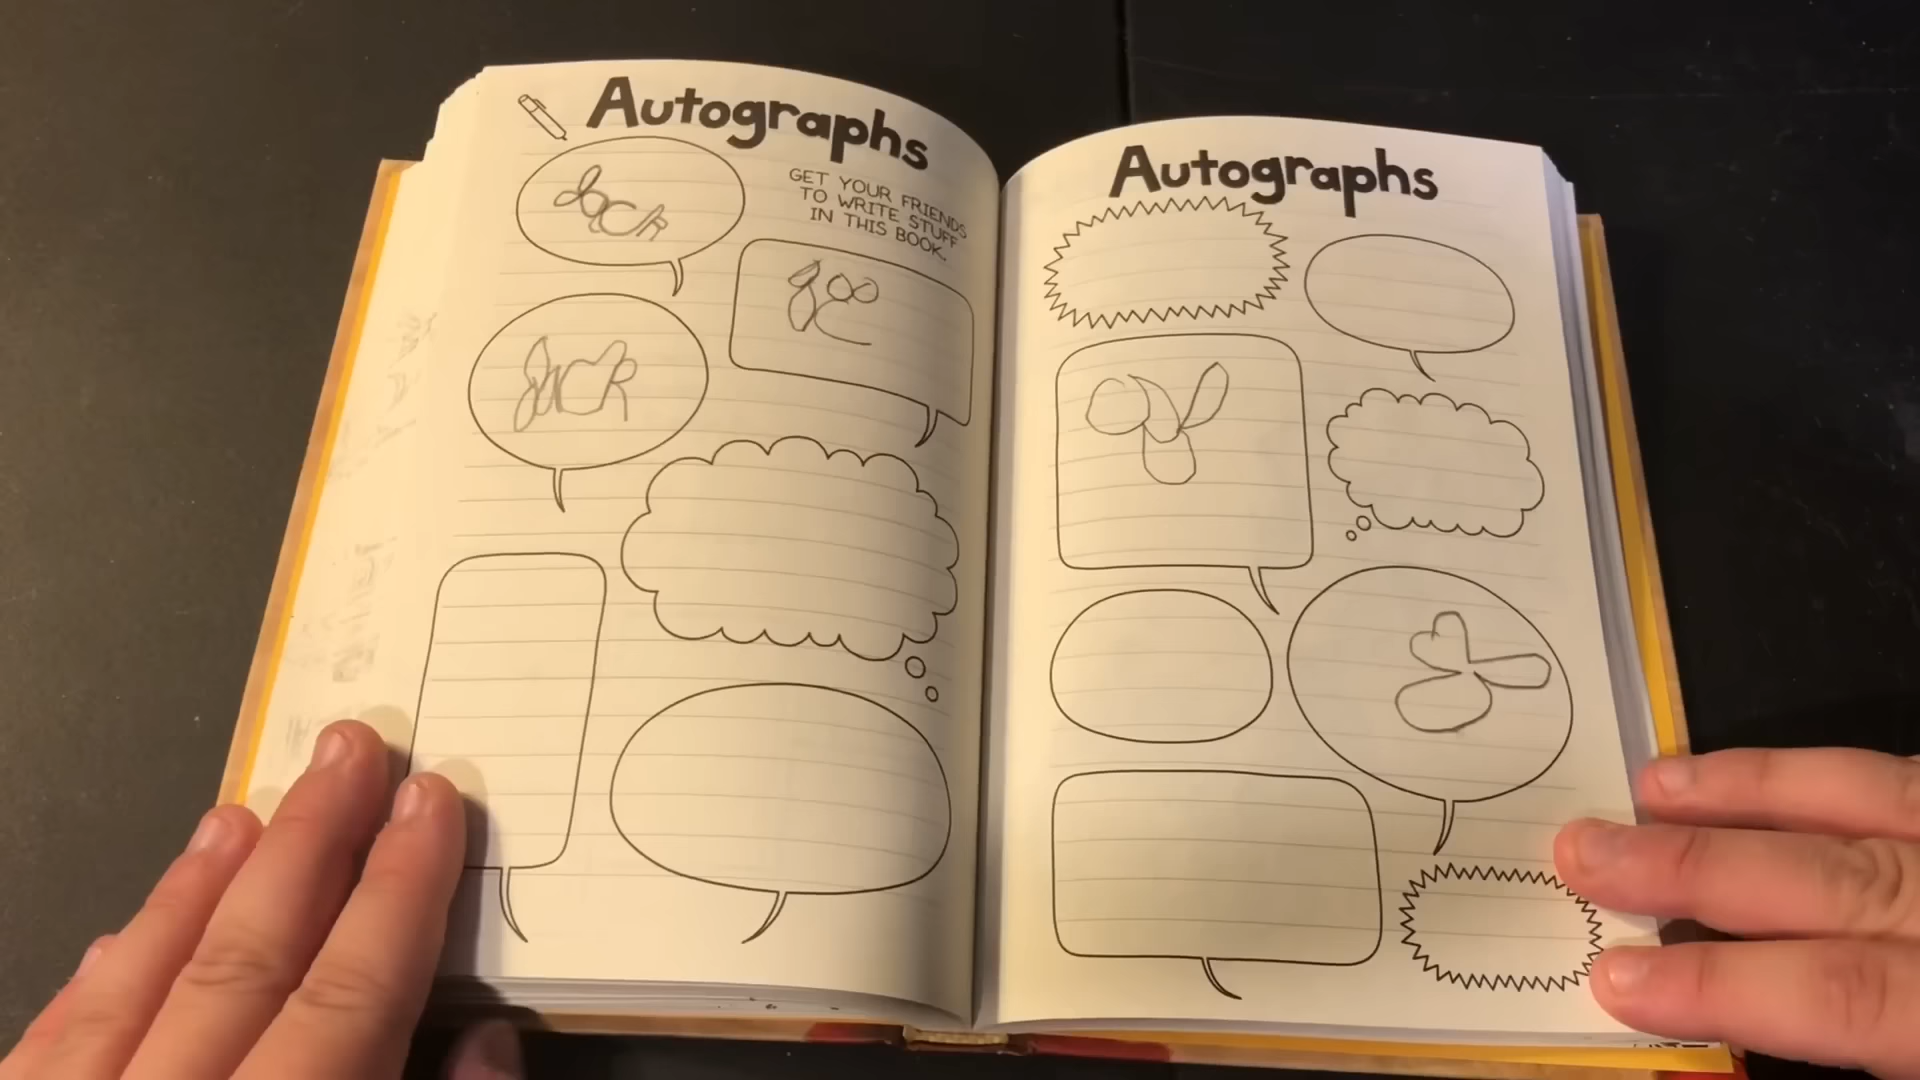 Autographs
GET YOUR FRIENDS
TO WRITE STUFF
IN THIS BOOK.
Jack
Jack
Autographs